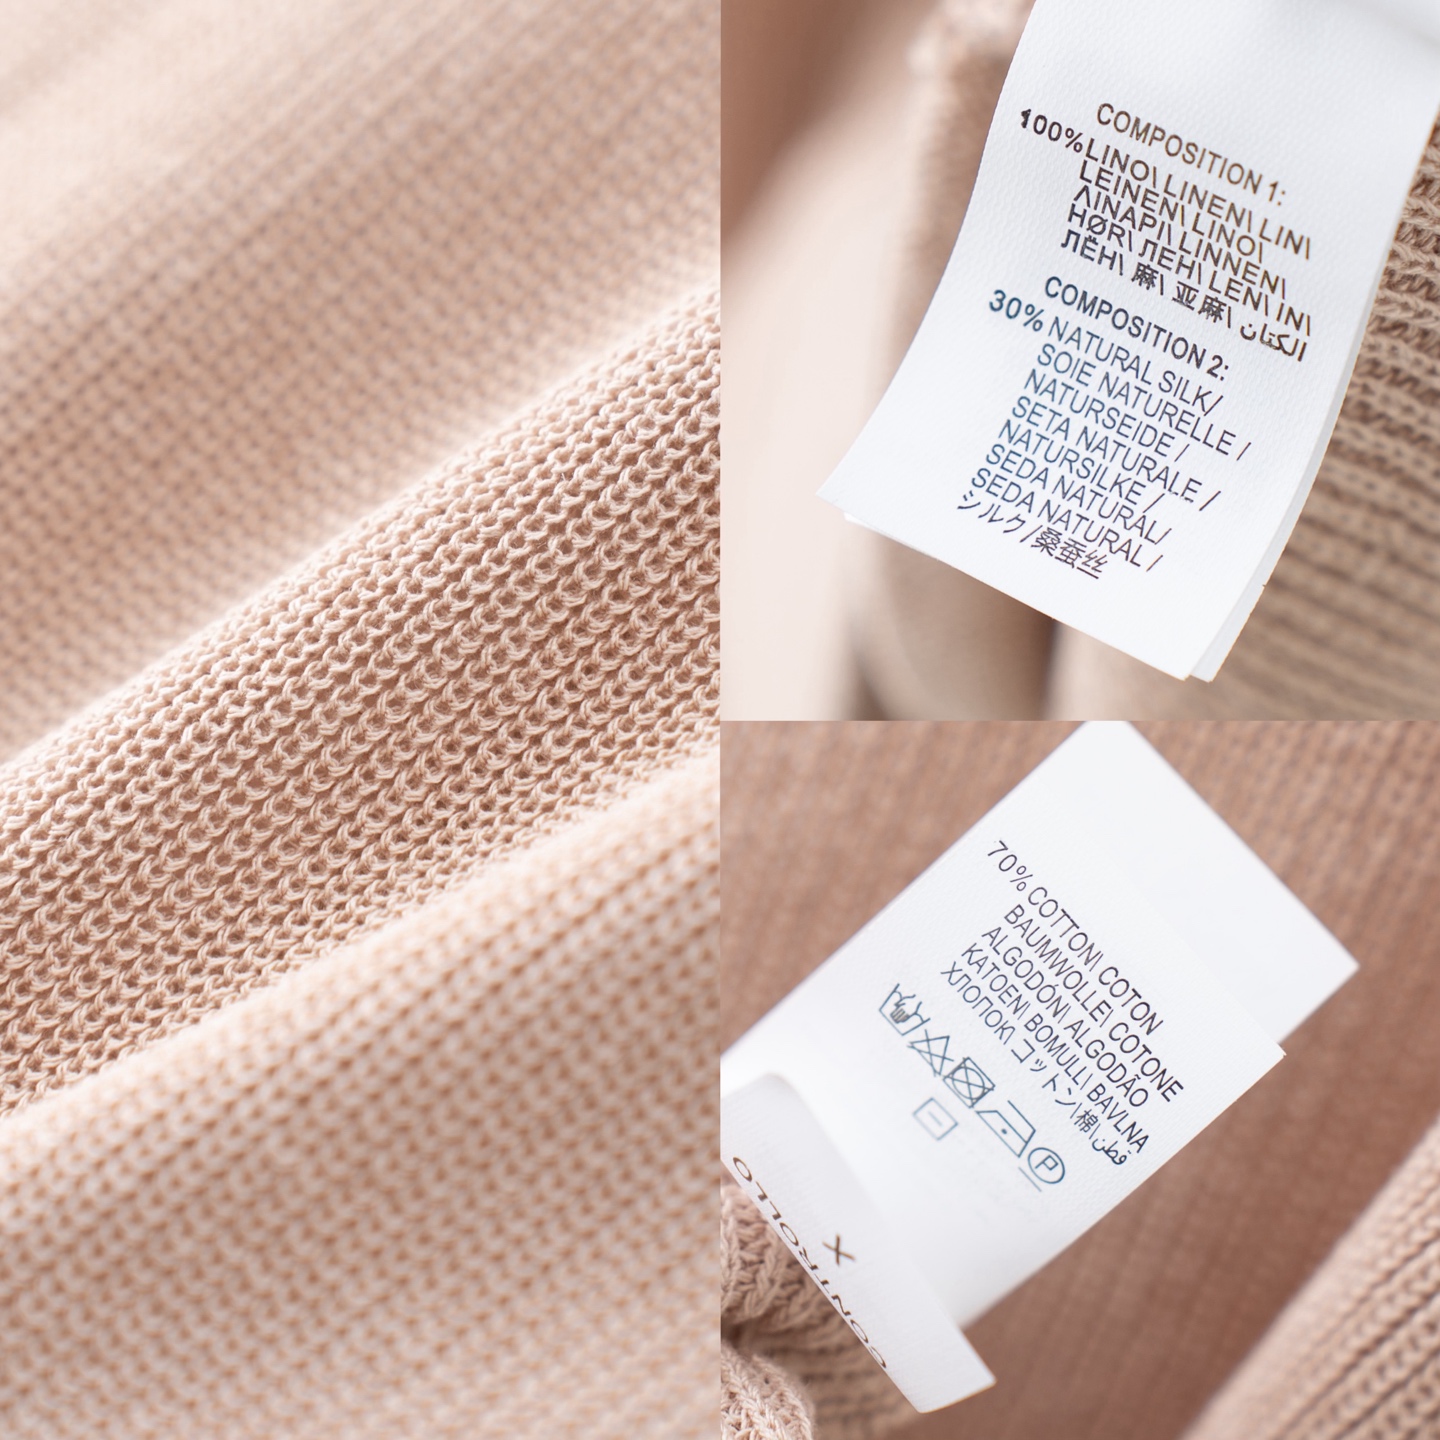 COMPOSITION 1:
100% LINO\ LINEN\ LIN\
LEINEN\ LINO\
ΛΙΝΑΡΙ\ LINNEN\
HØR\ ЛЕН\ LEN\ IN\
ЛЁН\ 麻\ 亚麻\ الكتان
COMPOSITION 2:
30% NATURAL SILK/
SOIE NATURELLE /
NATURSEIDE /
SETA NATURALE /
NATURSILKE /
SEDA NATURAL/
SEDA NATURAL /
シルク/桑蚕丝
70% COTTON\ COTON
BAUMWOLLE\ COTONE
ALGODÓN\ ALGODÃO
KATOEN\ BOMULL\ BAVLNA
ХЛОПОК\ コットン\棉\قطن
P
X